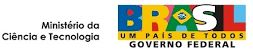 Ministério da
Ciência e Tecnologia
BRASIL
UM PAÍS DE TODOS
GOVERNO FEDERAL